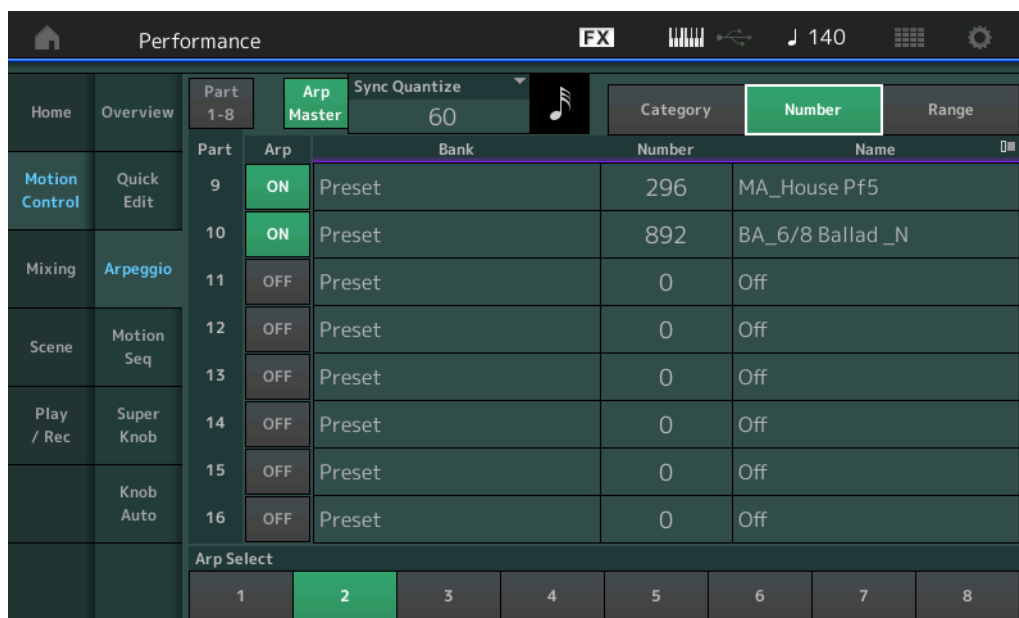 Performance
FX
140
Home
Overview
Part
1-8
Arp
Master
Sync Quantize
60
Category
Number
Range
Part Arp Bank Number Name
Motion
Control
Quick
Edit
9 ON Preset 296 MA_House Pf5
10 ON Preset 892 BA_6/8 Ballad _N
Mixing
Arpeggio
11 OFF Preset 0 Off
12 OFF Preset 0 Off
Scene
Motion
Seq
13 OFF Preset 0 Off
Play
/ Rec
Super
Knob
14 OFF Preset 0 Off
15 OFF Preset 0 Off
Knob
Auto
16 OFF Preset 0 Off
Arp Select
1 2 3 4 5 6 7 8